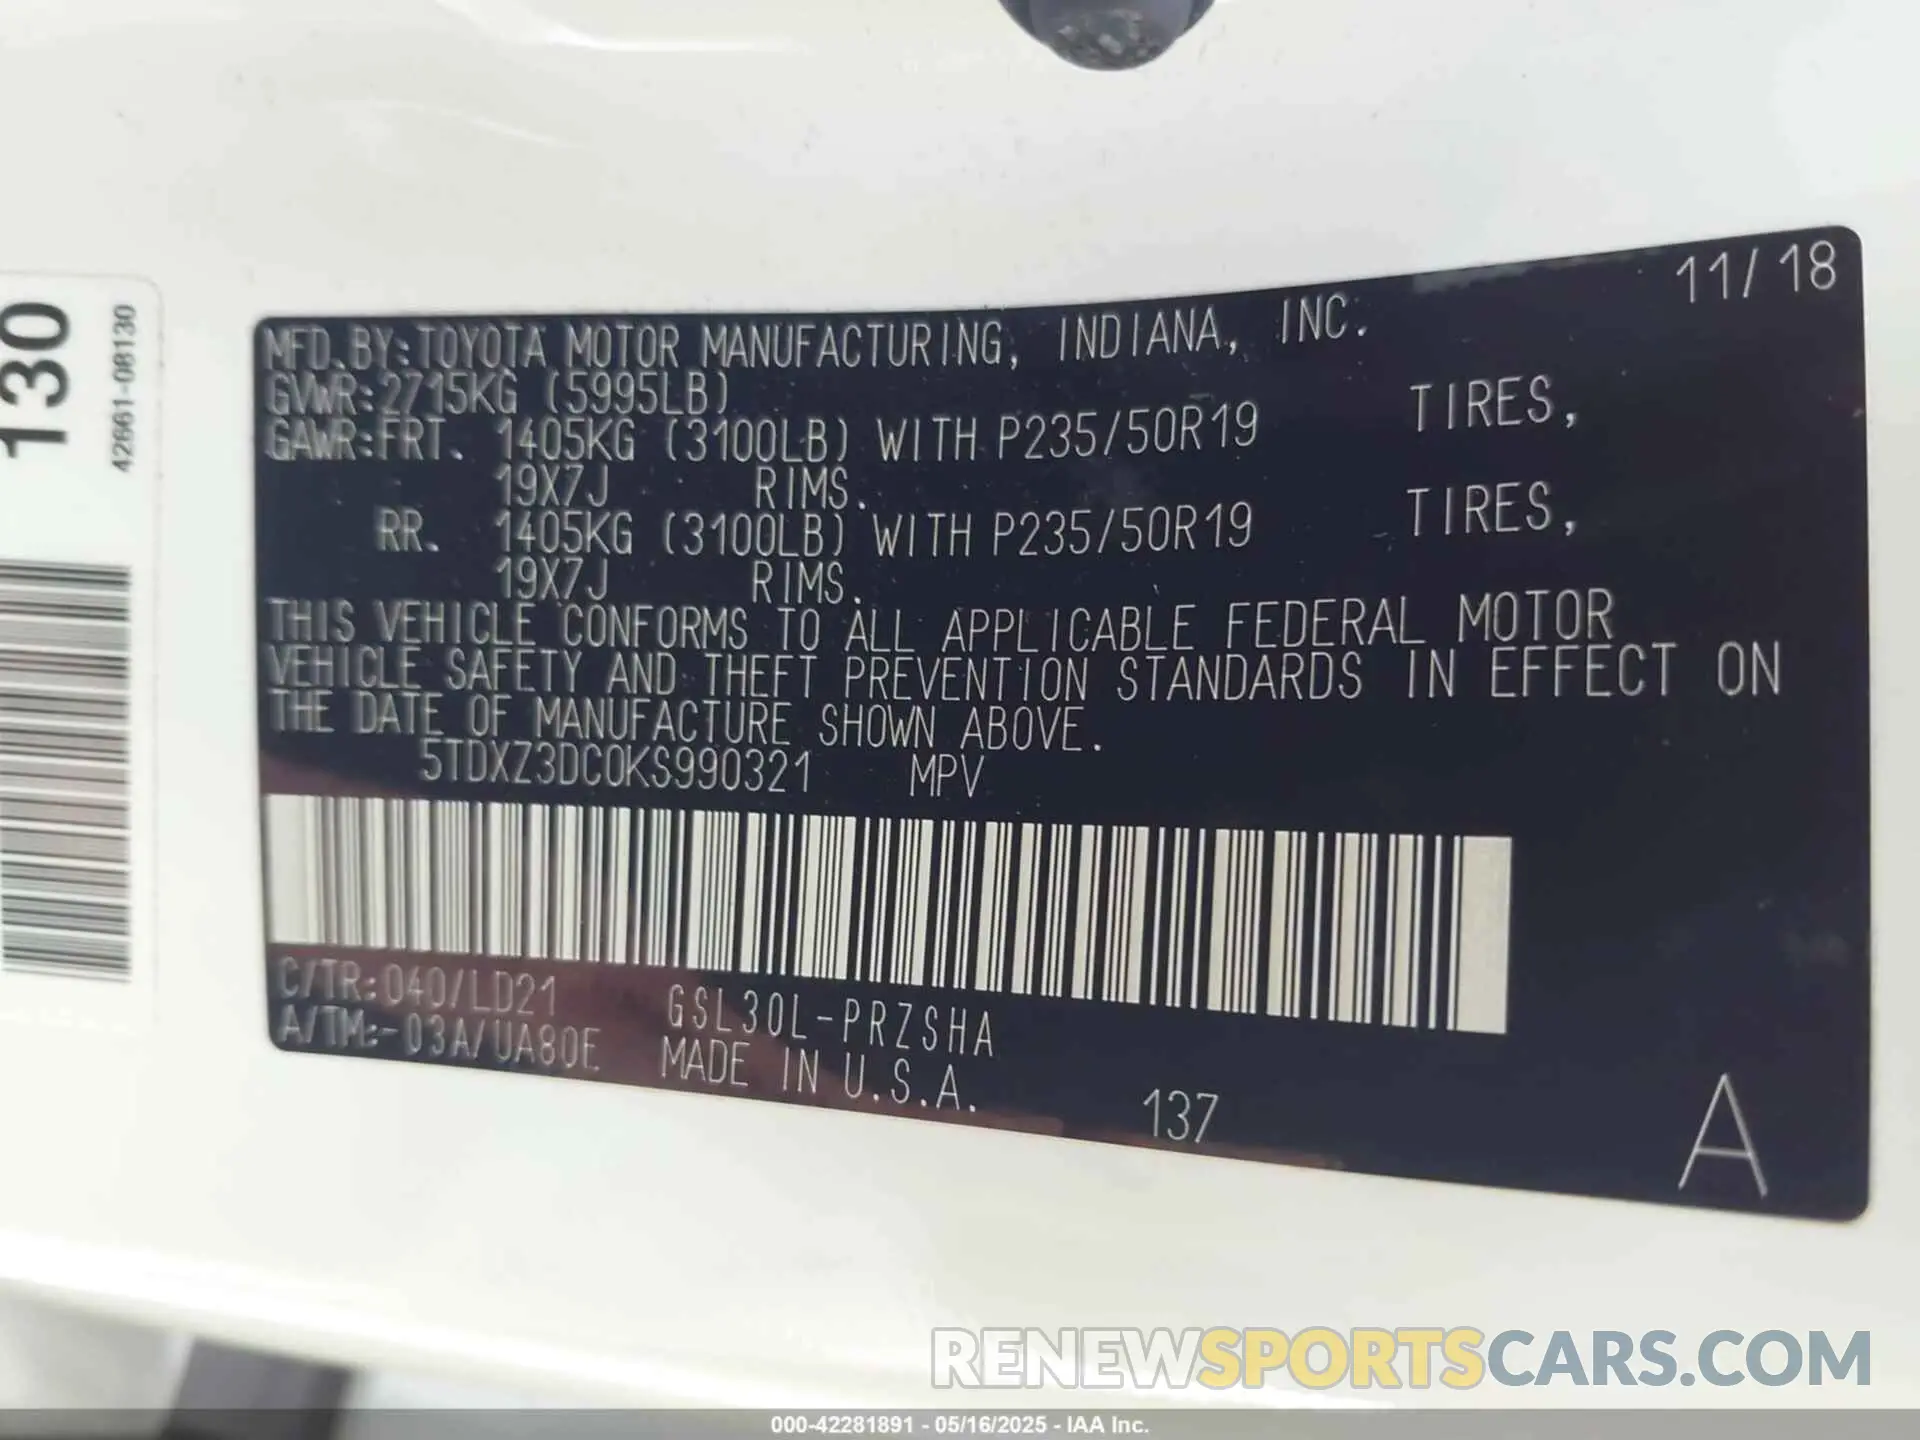 11/18
MFD.BY:TOYOTA MOTOR MANUFACTURING, INDIANA, INC.
GVWR:2715KG (5995LB)
GAWR:FRT. 1405KG (3100LB) WITH P235/50R19 TIRES,
19X7J RIMS.
RR. 1405KG (3100LB) WITH P235/50R19 TIRES,
19X7J RIMS.
THIS VEHICLE CONFORMS TO ALL APPLICABLE FEDERAL MOTOR
VEHICLE SAFETY AND THEFT PREVENTION STANDARDS IN EFFECT ON
THE DATE OF MANUFACTURE SHOWN ABOVE.
5TDXZ3DC0KS990321 MPV
C/TR:040/LD21 GSL30L-PRZSHA
A/TM:-03A/UA80E MADE IN U.S.A.
137
A
130
42661-08130
RENEWSPORTSCARS.COM
000-42281891 - 05/16/2025 - IAA Inc.